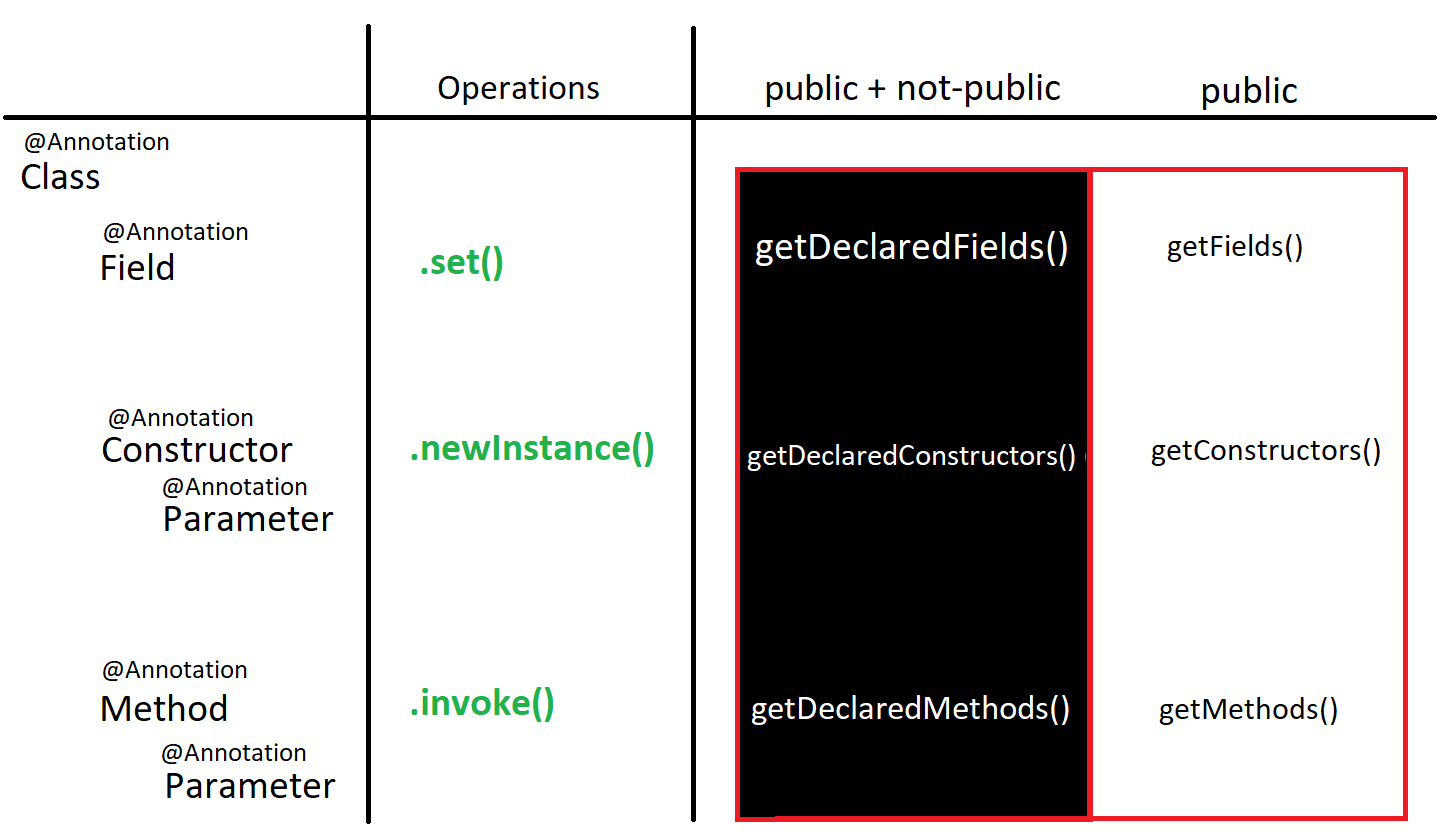 Operations
public + not-public
public
@Annotation
Class
@Annotation
Field
.set()
getDeclaredFields()
getFields()
@Annotation
Constructor
.newInstance()
getDeclaredConstructors()
getConstructors()
@Annotation
Parameter
@Annotation
Method
.invoke()
getDeclaredMethods()
getMethods()
@Annotation
Parameter